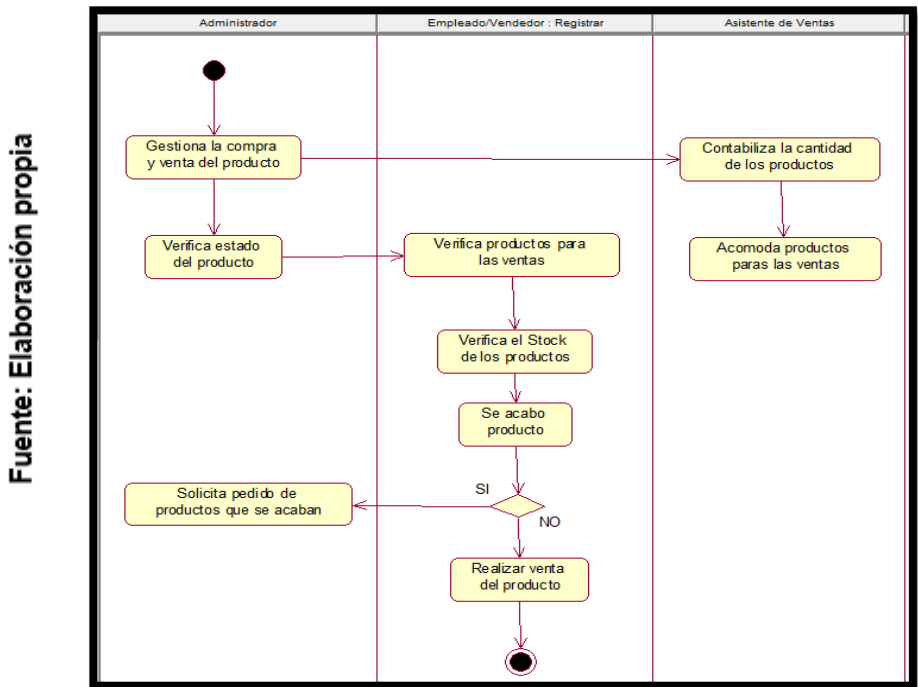 Fuente: Elaboración propia
Administrador
Empleado/Vendedor : Registrar
Asistente de Ventas
Gestiona la compra
y venta del producto
Contabiliza la cantidad
de los productos
Verifica estado
del producto
Verifica productos para
las ventas
Acomoda productos
paras las ventas
Verifica el Stock
de los productos
Se acabo
producto
SI
Solicita pedido de
productos que se acaban
NO
Realizar venta
del producto